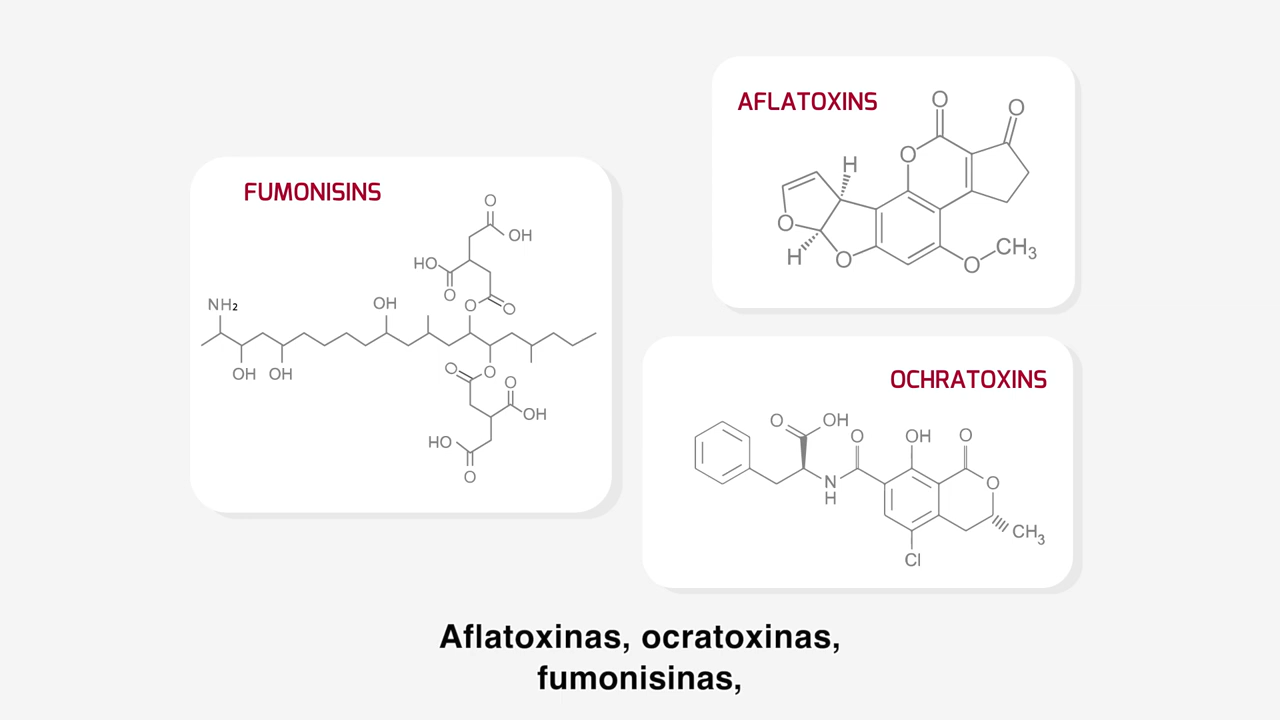 AFLATOXINS
O
O
O
H
O
H
O
O
CH3
FUMONISINS
O
OH
HO
O
O
O
NH2
OH
OH
OH
O
O
O
OH
HO
O
OCHRATOXINS
O
OH
O
OH
O
O
N
H
CH3
Cl
Aflatoxinas, ocratoxinas,
fumonisinas,